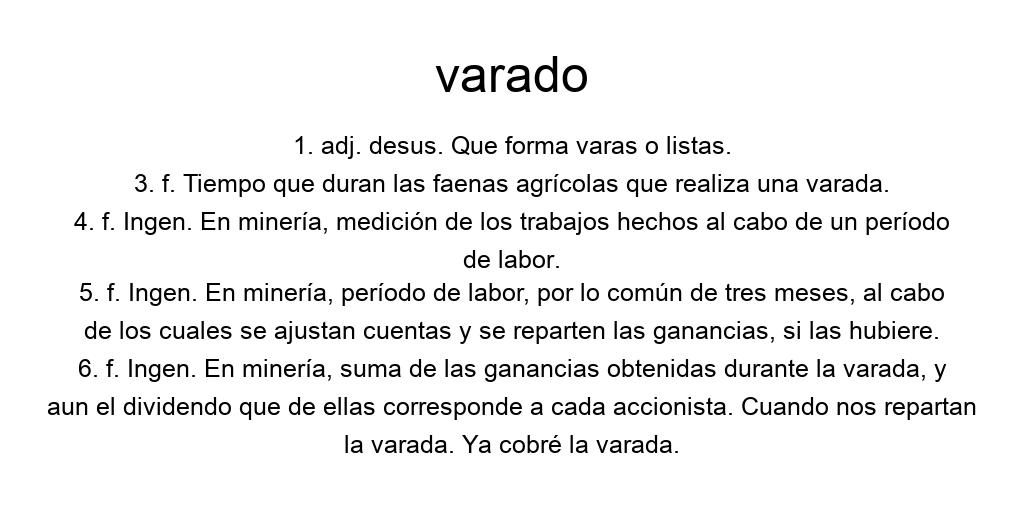 varado
1. adj. desus. Que forma varas o listas.
3. f. Tiempo que duran las faenas agrícolas que realiza una varada.
4. f. Ingen. En minería, medición de los trabajos hechos al cabo de un período
de labor.
5. f. Ingen. En minería, período de labor, por lo común de tres meses, al cabo
de los cuales se ajustan cuentas y se reparten las ganancias, si las hubiere.
6. f. Ingen. En minería, suma de las ganancias obtenidas durante la varada, y
aun el dividendo que de ellas corresponde a cada accionista. Cuando nos repartan
la varada. Ya cobré la varada.